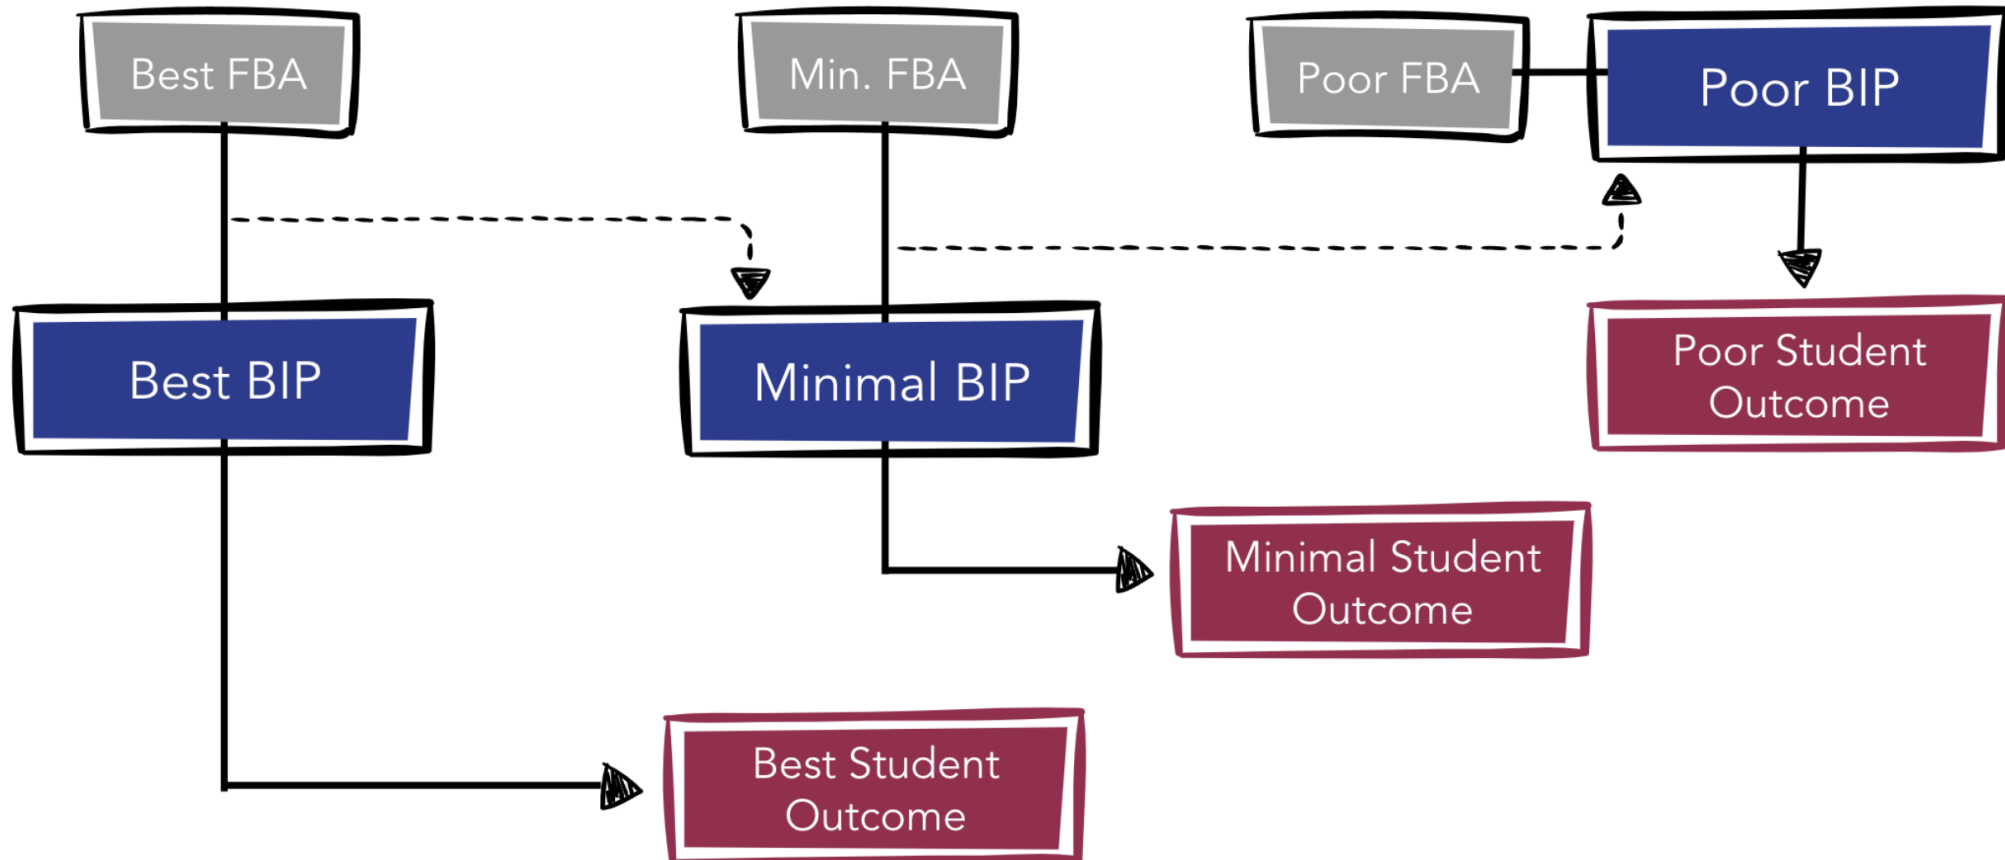 Best FBA
Min. FBA
Poor FBA
Poor BIP
Best BIP
Minimal BIP
Poor Student
Outcome
Minimal Student
Outcome
Best Student
Outcome